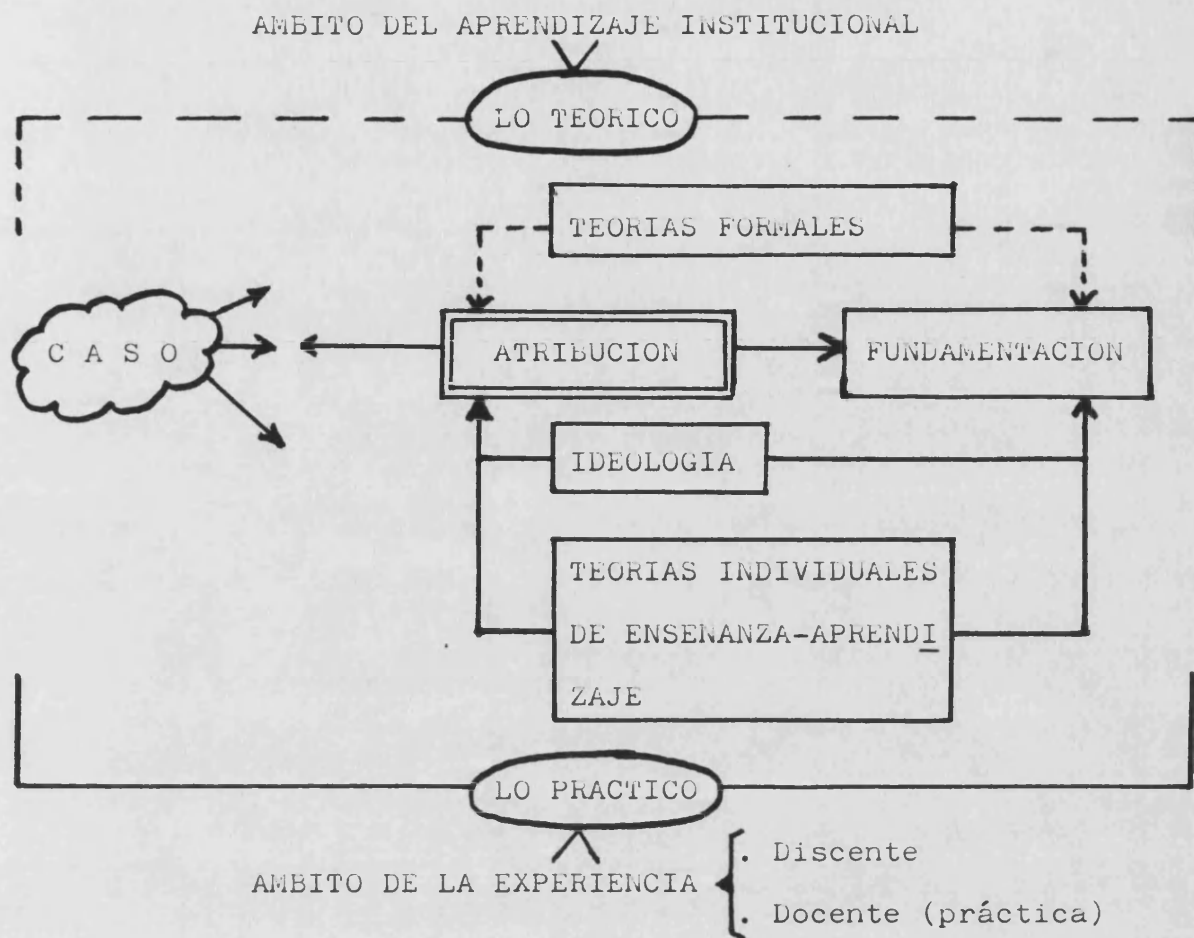 AMBITO DEL APRENDIZAJE INSTITUCIONAL
LO TEORICO
TEORIAS FORMALES
C A S O
ATRIBUCION
FUNDAMENTACION
IDEOLOGIA
TEORIAS INDIVIDUALES
DE ENSENANZA-APRENDI
ZAJE
LO PRACTICO
AMBITO DE LA EXPERIENCIA
. Discente
. Docente (práctica)